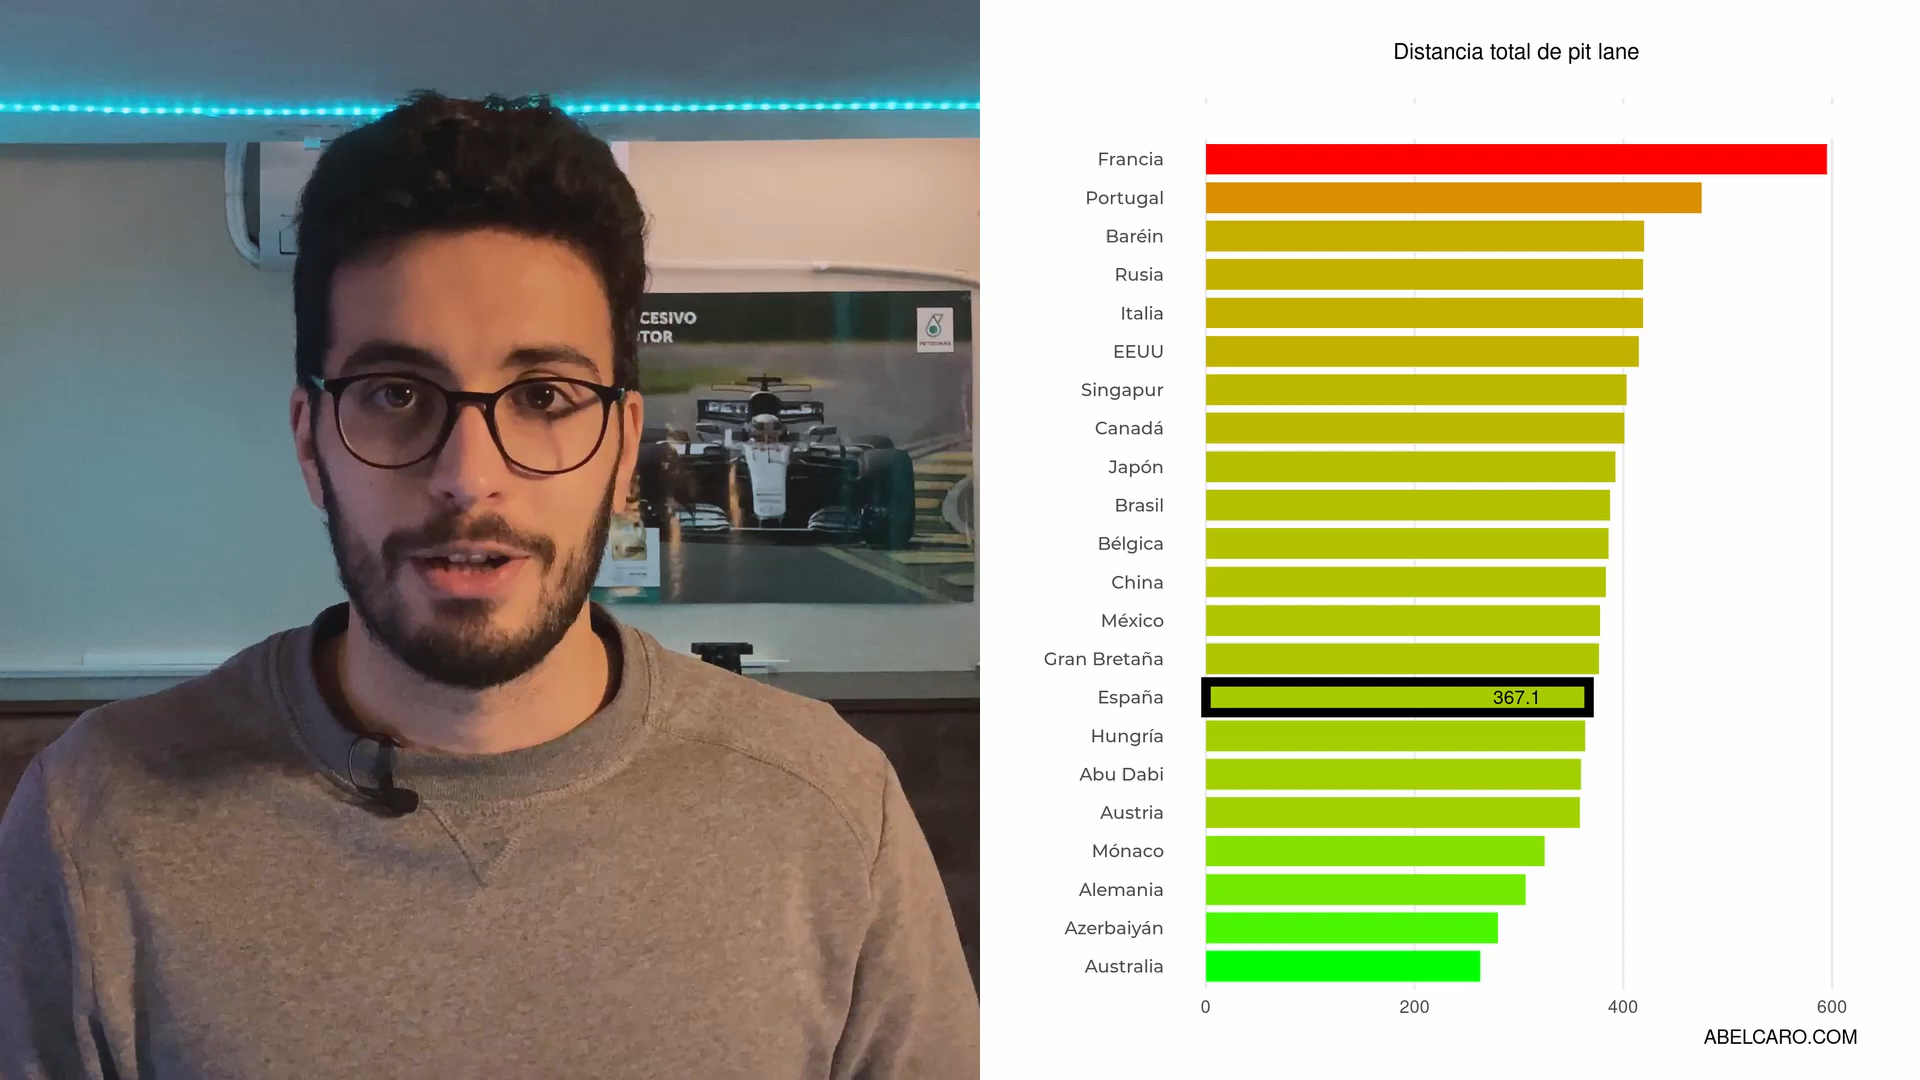 CESIVO
TOR
PETRONAS
Distancia total de pit lane
Francia
Portugal
Baréin
Rusia
Italia
EEUU
Singapur
Canadá
Japón
Brasil
Bélgica
China
México
Gran Bretaña
España 367.1
Hungría
Abu Dabi
Austria
Mónaco
Alemania
Azerbaiyán
Australia
0 200 400 600
ABELCARO.COM